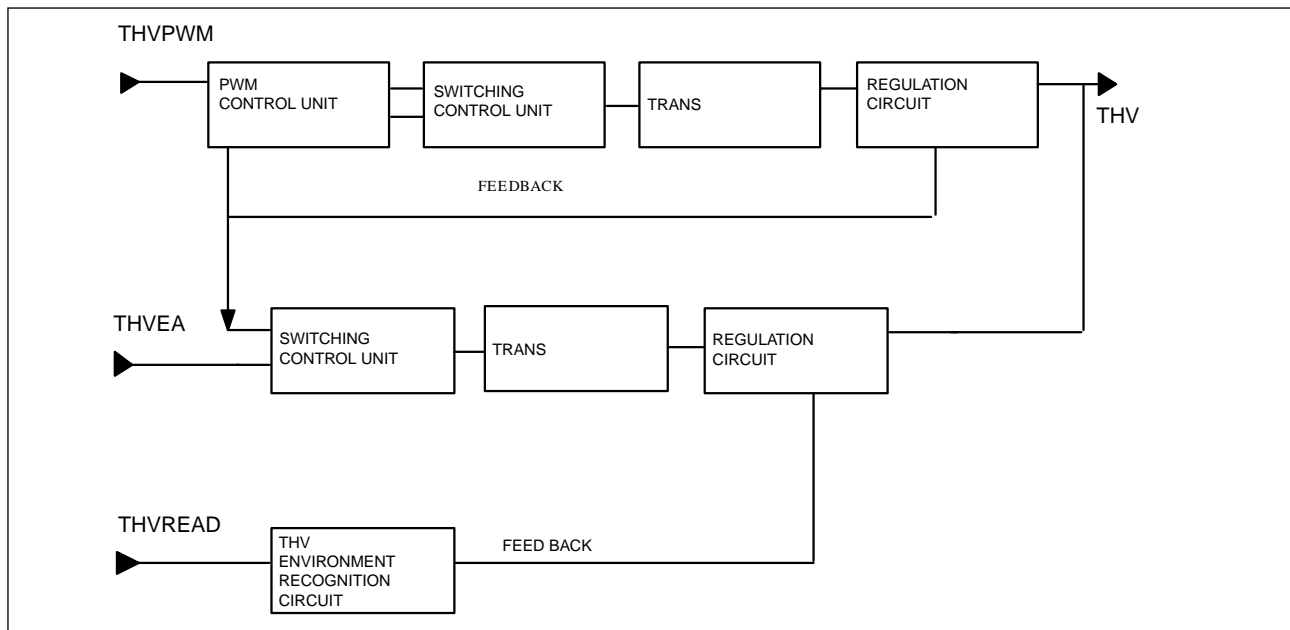 THVPWM
PWM
CONTROL UNIT
SWITCHING
CONTROL UNIT
TRANS
REGULATION
CIRCUIT
THV
FEEDBACK
THVEA
SWITCHING
CONTROL UNIT
TRANS
REGULATION
CIRCUIT
THVREAD
THV
ENVIRONMENT
RECOGNITION
CIRCUIT
FEED BACK